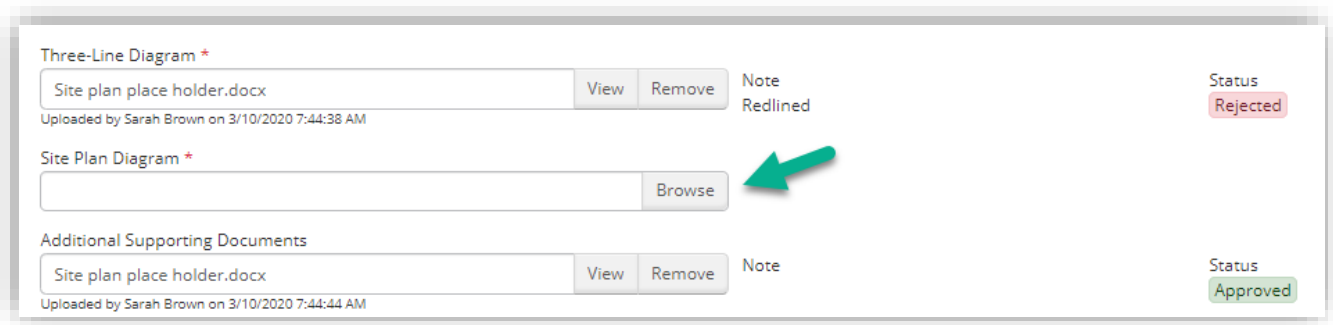 Three-Line Diagram *
Site plan place holder.docx View Remove Note Status
Redlined Rejected
Uploaded by Sarah Brown on 3/10/2020 7:44:38 AM
Site Plan Diagram *
Browse
Additional Supporting Documents
Site plan place holder.docx View Remove Note Status
Approved
Uploaded by Sarah Brown on 3/10/2020 7:44:44 AM